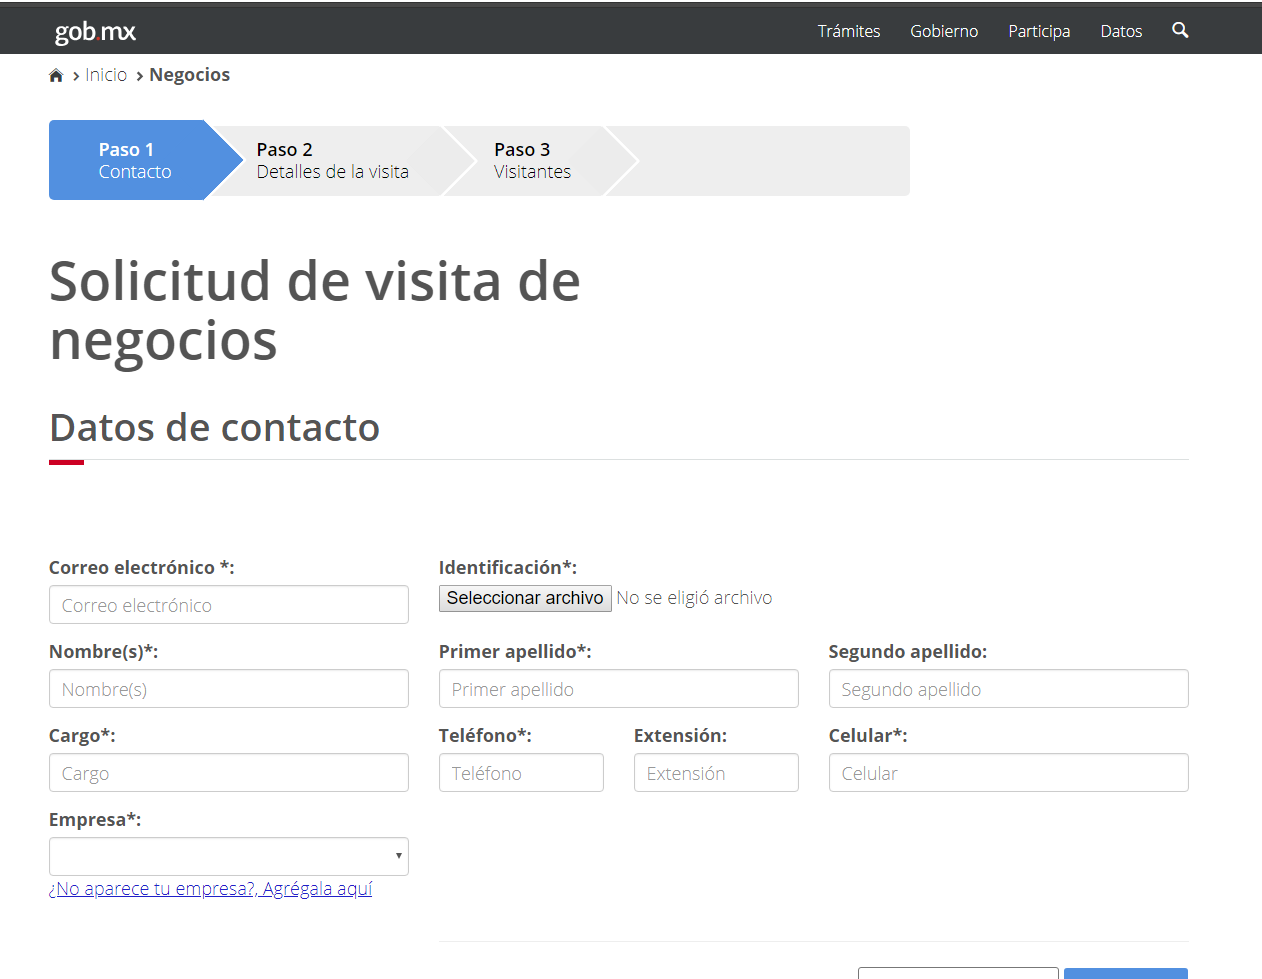 gob.mx Trámites Gobierno Participa Datos
Inicio Negocios
Paso 1 Paso 2 Paso 3
Contacto Detalles de la visita Visitantes
Solicitud de visita de
negocios
Datos de contacto
Correo electrónico *: Identificación*:
Correo electrónico Seleccionar archivo No se eligió archivo
Nombre(s)*: Primer apellido*: Segundo apellido:
Nombre(s) Primer apellido Segundo apellido
Cargo*: Teléfono*: Extensión: Celular*:
Cargo Teléfono Extensión Celular
Empresa*:
¿No aparece tu empresa?, Agrégala aquí